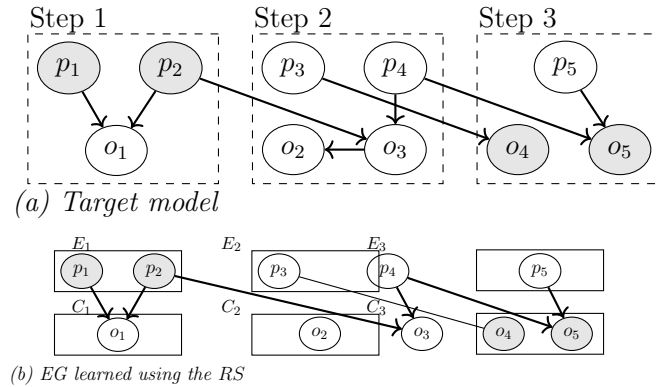 Step 1 Step 2 Step 3
p1 p2 p3 p4 p5
o1 o2 o3 o4 o5
(a) Target model
E1 E2 E3
p1 p2 p3 p4 p5
C1 C2 C3
o1 o2 o3 o4 o5
(b) EG learned using the RS